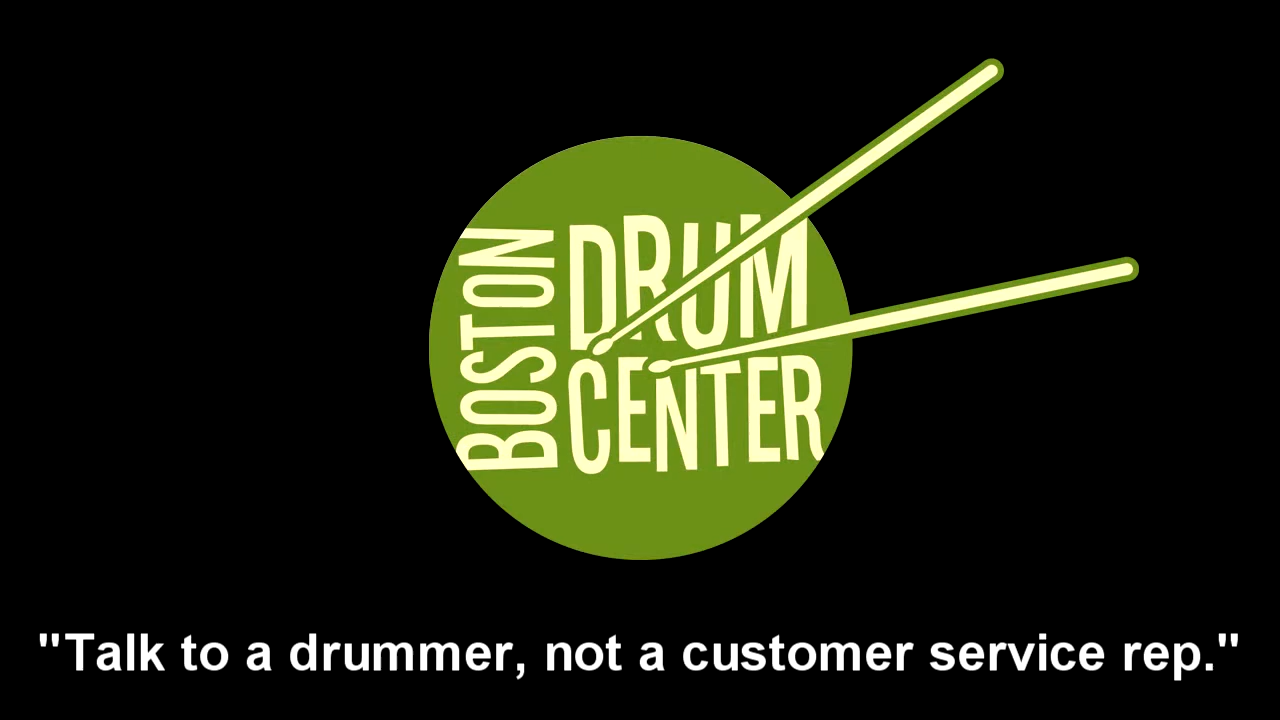 BOSTON
DRUM
CENTER
"Talk to a drummer, not a customer service rep."